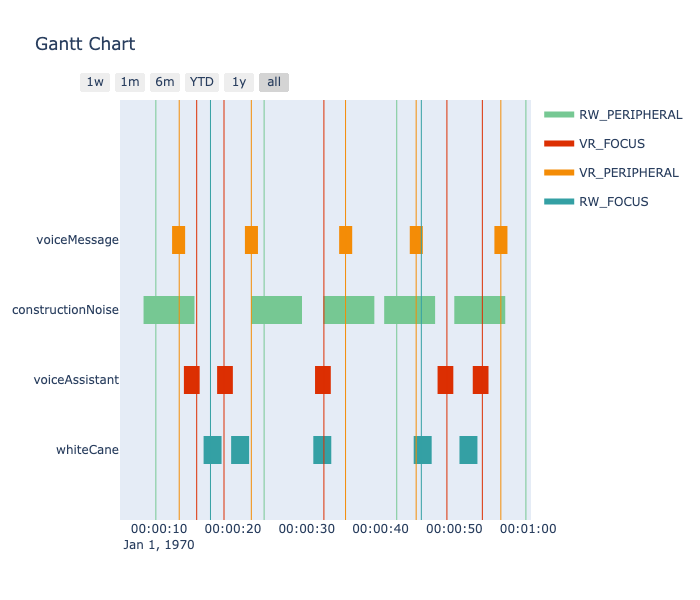 Gantt Chart
1w 1m 6m YTD 1y all
RW_PERIPHERAL
VR_FOCUS
VR_PERIPHERAL
RW_FOCUS
voiceMessage
constructionNoise
voiceAssistant
whiteCane
00:00:10 00:00:20 00:00:30 00:00:40 00:00:50 00:01:00
Jan 1, 1970